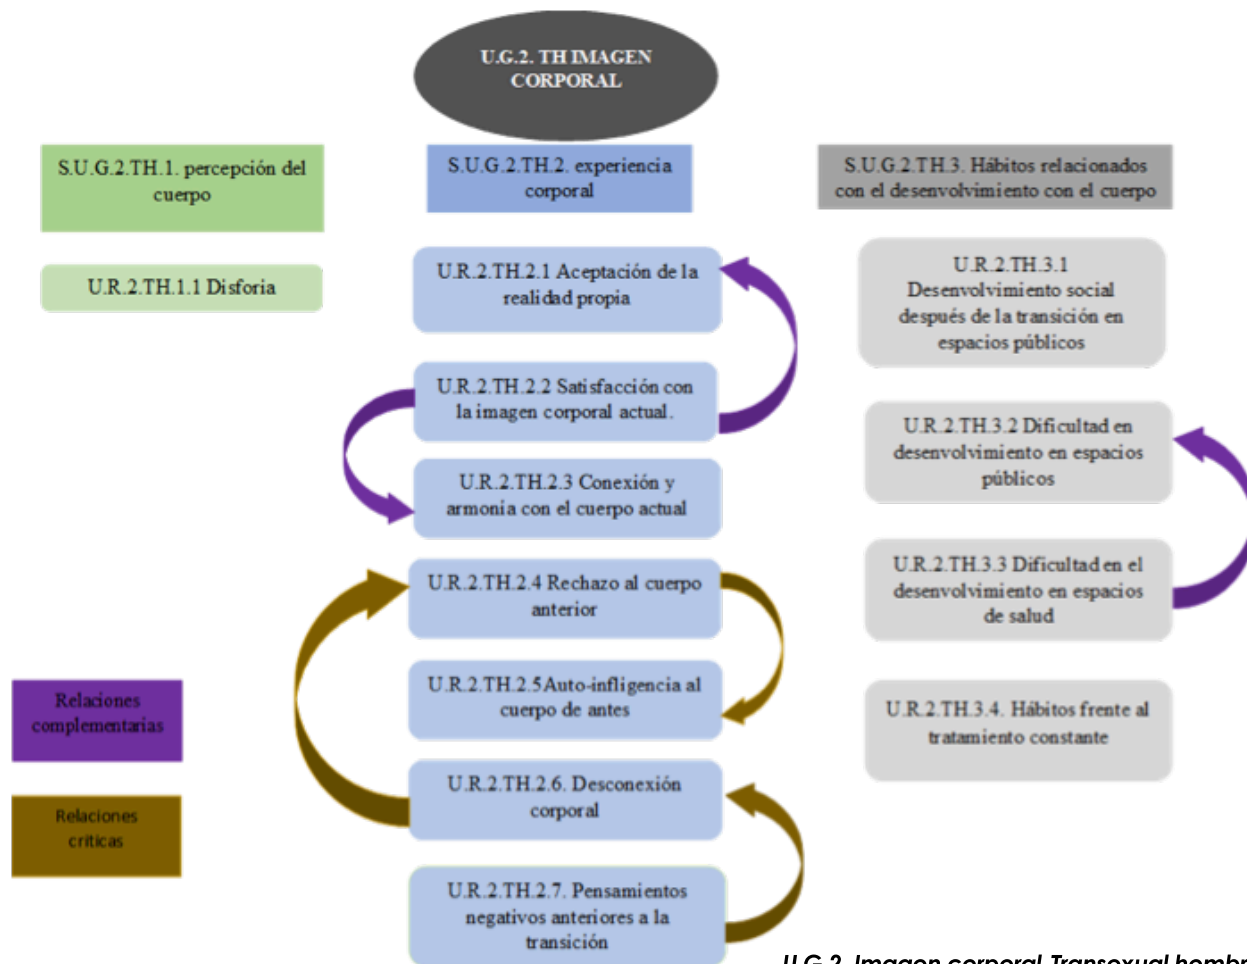 U.G.2. TH IMAGEN
CORPORAL
S.U.G.2.TH.1. percepción del
cuerpo
U.R.2.TH.1.1 Disforia
S.U.G.2.TH.2. experiencia
corporal
U.R.2.TH.2.1 Aceptación de la
realidad propia
U.R.2.TH.2.2 Satisfacción con
la imagen corporal actual.
U.R.2.TH.2.3 Conexión y
armonía con el cuerpo actual
U.R.2.TH.2.4 Rechazo al cuerpo
anterior
U.R.2.TH.2.5Auto-infligencia al
cuerpo de antes
U.R.2.TH.2.6. Desconexión
corporal
U.R.2.TH.2.7. Pensamientos
negativos anteriores a la
transición
S.U.G.2.TH.3. Hábitos relacionados
con el desenvolvimiento con el cuerpo
U.R.2.TH.3.1
Desenvolvimiento social
después de la transición en
espacios públicos
U.R.2.TH.3.2 Dificultad en
desenvolvimiento en espacios
públicos
U.R.2.TH.3.3 Dificultad en el
desenvolvimiento en espacios
de salud
U.R.2.TH.3.4. Hábitos frente al
tratamiento constante
Relaciones
complementarias
Relaciones
críticas
U.G.2. Imagen corporal Transexual